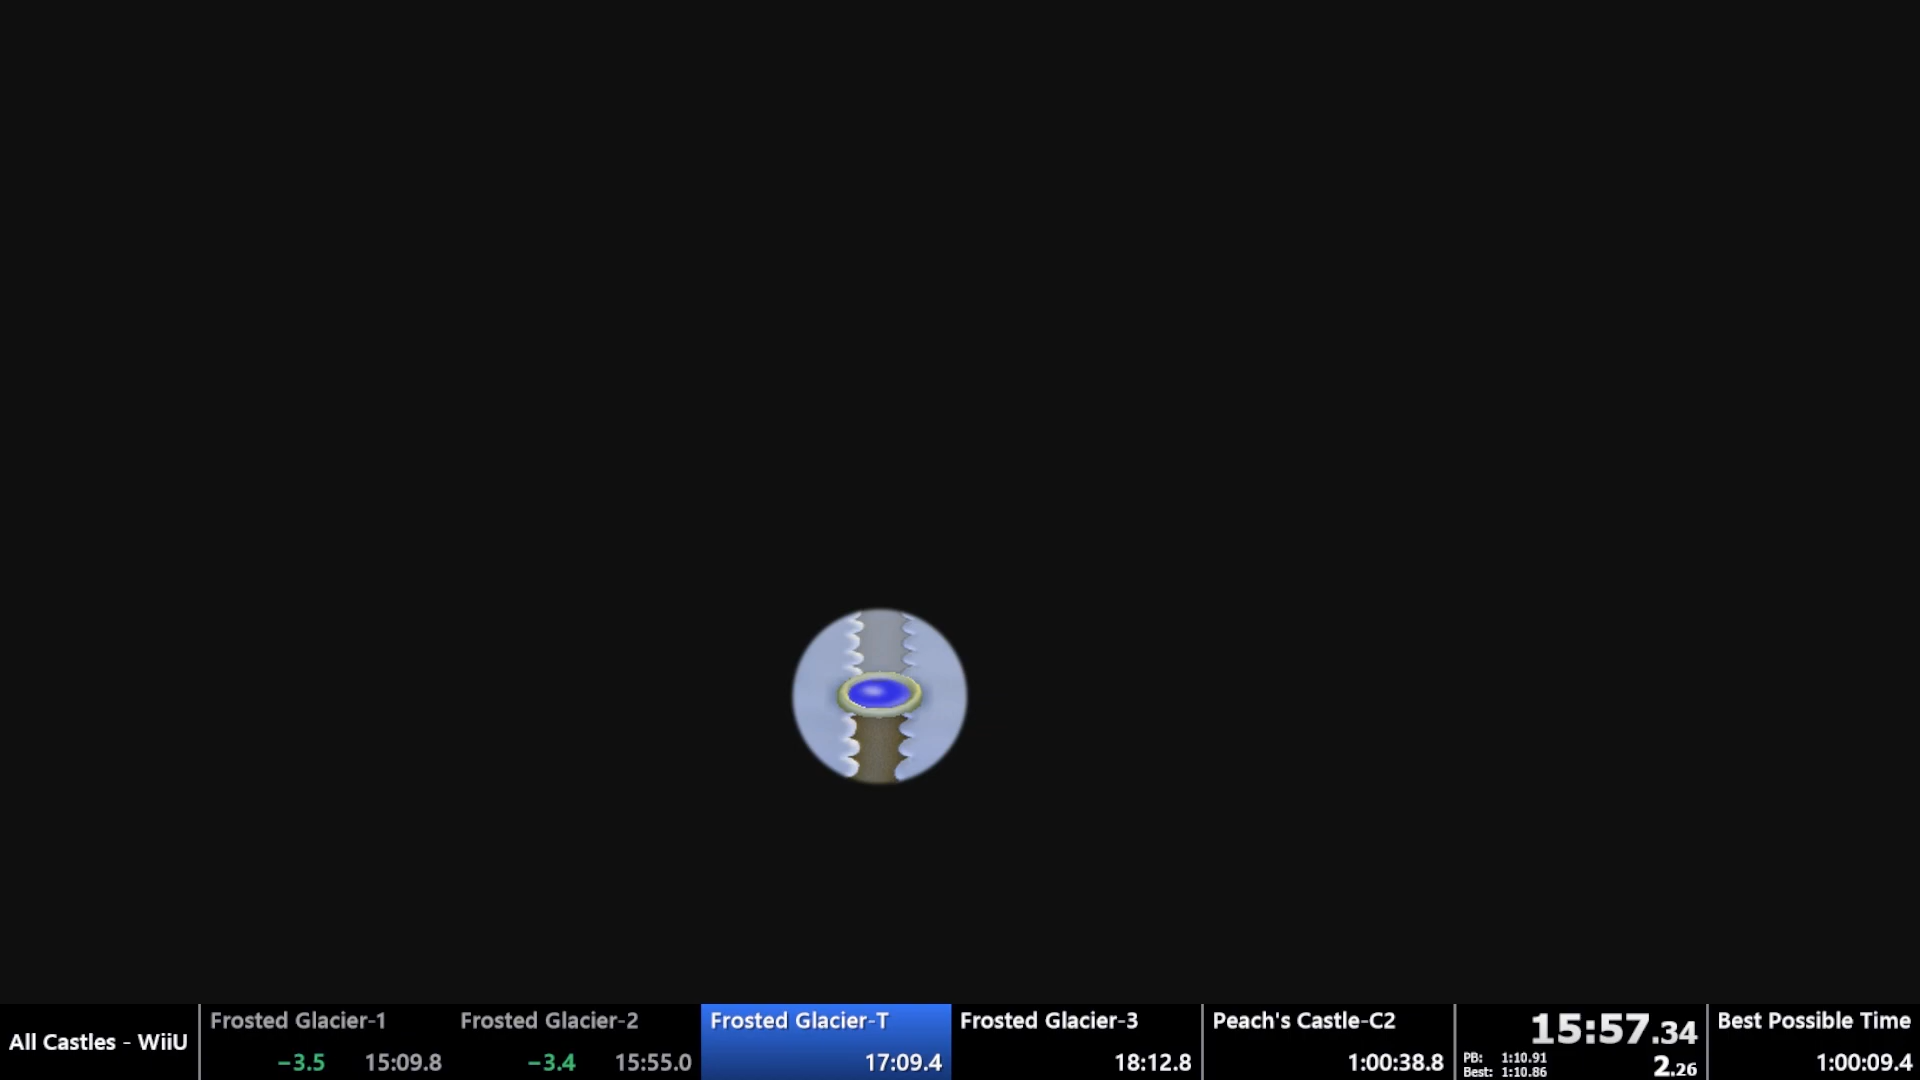 All Castles - WiiU
Frosted Glacier-1
−3.5 15:09.8
Frosted Glacier-2
−3.4 15:55.0
Frosted Glacier-T
17:09.4
Frosted Glacier-3
18:12.8
Peach's Castle-C2
1:00:38.8
15:57.34
PB: 1:10.91
Best: 1:10.86
2.26
Best Possible Time
1:00:09.4